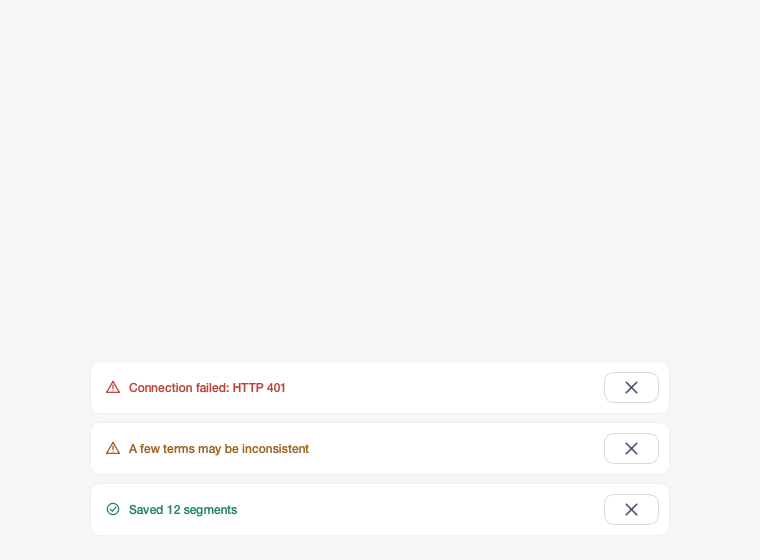 Connection failed: HTTP 401
A few terms may be inconsistent
Saved 12 segments